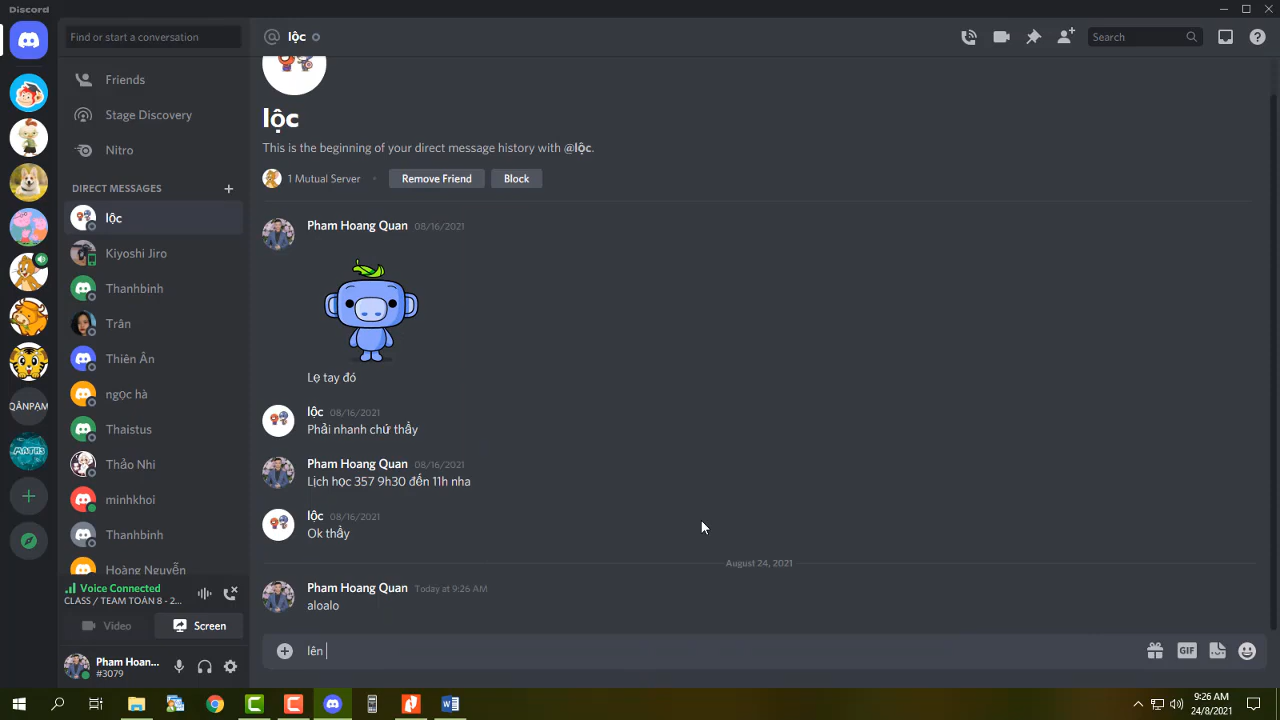 Discord
Find or start a conversation
@ lộc
Search
Friends
Stage Discovery
Nitro
DIRECT MESSAGES +
lộc
Kiyoshi Jiro
Thanhbinh
Trân
Thiên Ân
ngọc hà
Thaistus
Thảo Nhi
minhkhoi
Thanhbinh
Hoàng Nguyễn
QÂNPẠM
MATHS
Voice Connected
CLASS / TEAM TOÁN 8 - 2...
Video
Screen
Pham Hoan...
#3079
lộc
This is the beginning of your direct message history with @lộc.
1 Mutual Server
Remove Friend
Block
Pham Hoang Quan 08/16/2021
Lẹ tay đó
lộc 08/16/2021
Phải nhanh chứ thầy
Pham Hoang Quan 08/16/2021
Lịch học 357 9h30 đến 11h nha
lộc 08/16/2021
Ok thầy
August 24, 2021
Pham Hoang Quan Today at 9:26 AM
aloalo
lên
GIF
9:26 AM
24/8/2021